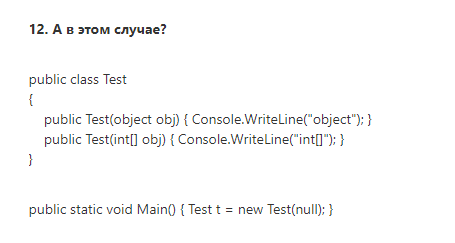 12. А в этом случае?
public class Test
{
public Test(object obj) { Console.WriteLine("object"); }
public Test(int[] obj) { Console.WriteLine("int[]"); }
}
public static void Main() { Test t = new Test(null); }